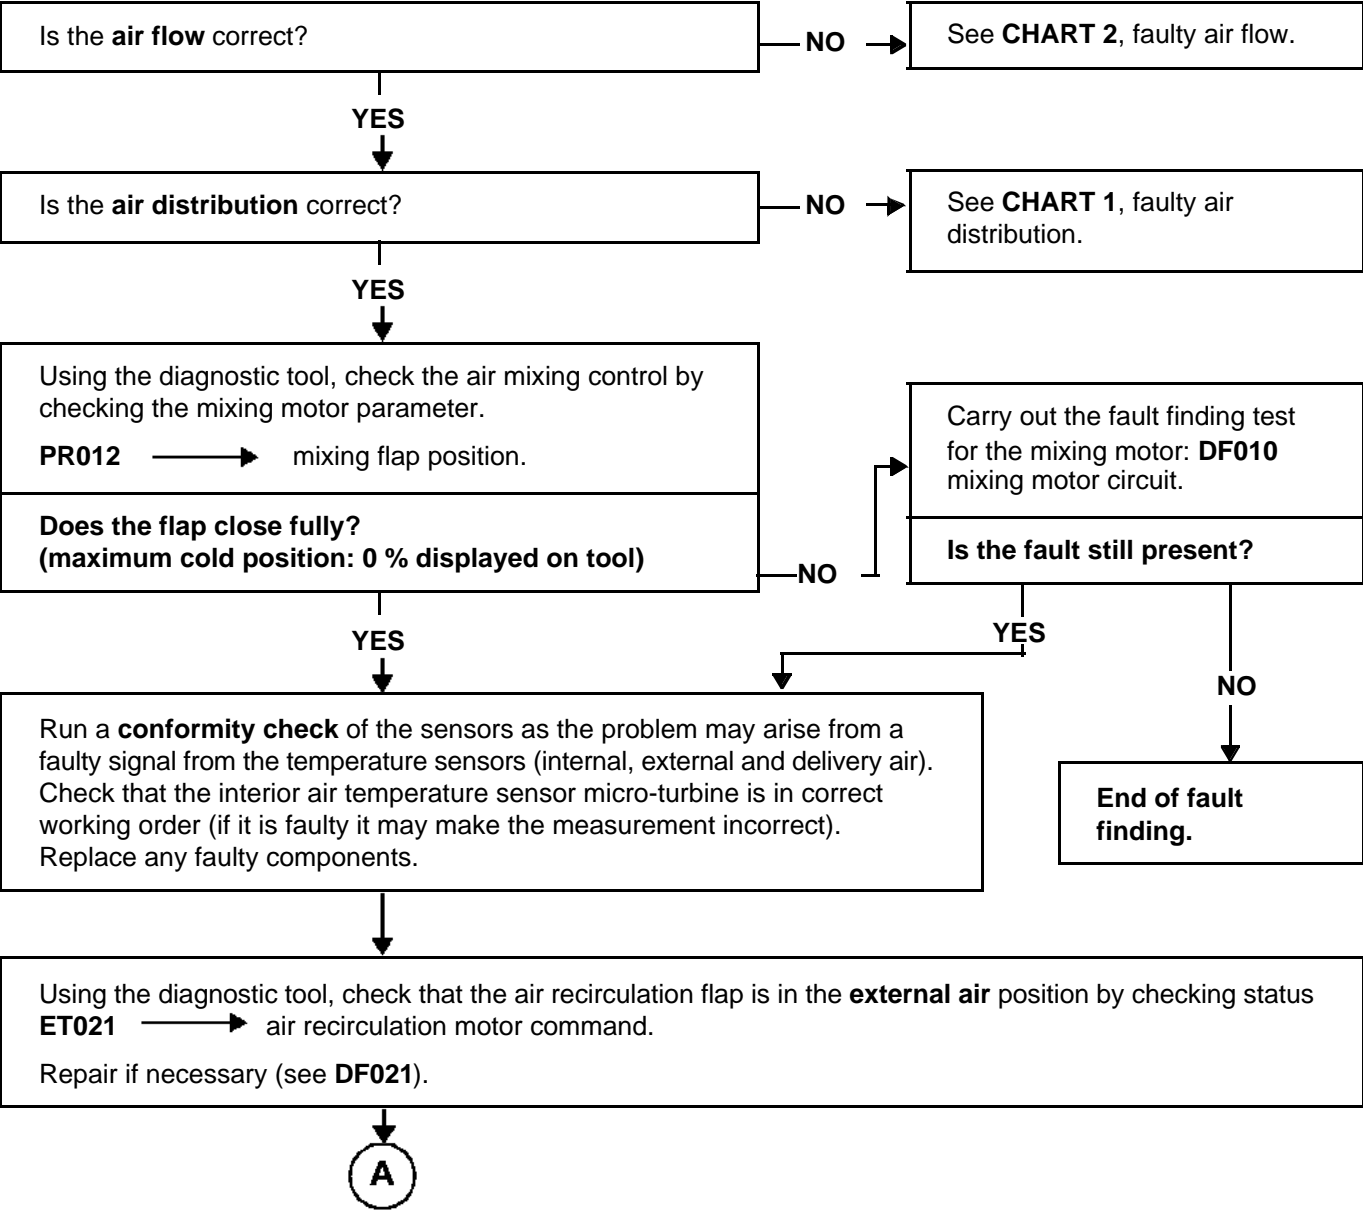 Is the air flow correct?
NO
See CHART 2, faulty air flow.
YES
Is the air distribution correct?
NO
See CHART 1, faulty air
distribution.
YES
Using the diagnostic tool, check the air mixing control by
checking the mixing motor parameter.
PR012 mixing flap position.
Does the flap close fully?
(maximum cold position: 0 % displayed on tool)
NO
Carry out the fault finding test
for the mixing motor: DF010
mixing motor circuit.
Is the fault still present?
YES
YES
NO
Run a conformity check of the sensors as the problem may arise from a
faulty signal from the temperature sensors (internal, external and delivery air).
Check that the interior air temperature sensor micro-turbine is in correct
working order (if it is faulty it may make the measurement incorrect).
Replace any faulty components.
End of fault
finding.
Using the diagnostic tool, check that the air recirculation flap is in the external air position by checking status
ET021 air recirculation motor command.
Repair if necessary (see DF021).
A